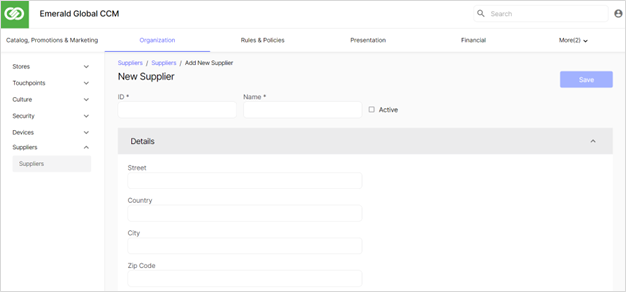 Emerald Global CCM
Search
Catalog, Promotions & Marketing
Organization
Rules & Policies
Presentation
Financial
More(2)
Stores
Touchpoints
Culture
Security
Devices
Suppliers
Suppliers
Suppliers / Suppliers / Add New Supplier
New Supplier
Save
ID *
Name *
Active
Details
Street
Country
City
Zip Code